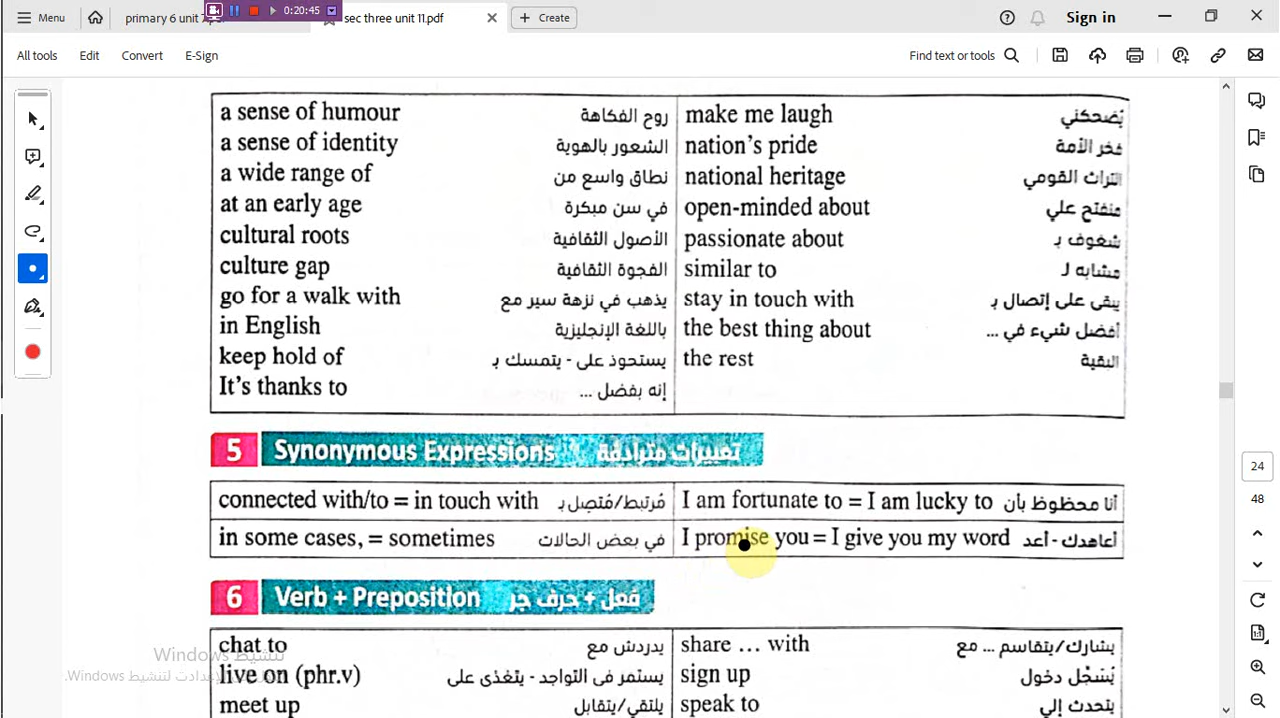 Menu
primary 6 unit
0:20:45
sec three unit 11.pdf
Create
Sign in
All tools
Edit
Convert
E-Sign
Find text or tools
a sense of humour روح الفكاهة
make me laugh يُضحكني
a sense of identity الشعور بالهوية
nation's pride فخر الأمة
a wide range of نطاق واسع من
national heritage التراث القومي
at an early age في سن مبكرة
open-minded about منفتح علي
cultural roots الأصول الثقافية
passionate about شغوف بـ
culture gap الفجوة الثقافية
similar to مشابه لـ
go for a walk with يذهب في نزهة سير مع
stay in touch with يبقى على إتصال بـ
in English باللغة الإنجليزية
the best thing about أفضل شيء في ...
keep hold of يستحوذ على - يتمسك بـ
the rest البقية
It's thanks to إنه بفضل ...
5 Synonymous Expressions تعبيرات مترادفة
connected with/to = in touch with مُرتبط/مُتصِل بـ
I am fortunate to = I am lucky to أنا محظوظ بأن
in some cases, = sometimes في بعض الحالات
I promise you = I give you my word أعاهدك - أعد
6 Verb + Preposition فعل + حرف جر
chat to يدردش مع
share ... with يشارك/يتقاسم ... مع
live on (phr.v) يستمر فى التواجد - يتغذى على
sign up يُسَجِّل دخول
meet up يلتقي/يتقابل
speak to يتحدث إلي
تنشيط Windows
لتنشيط Windows.
24
48